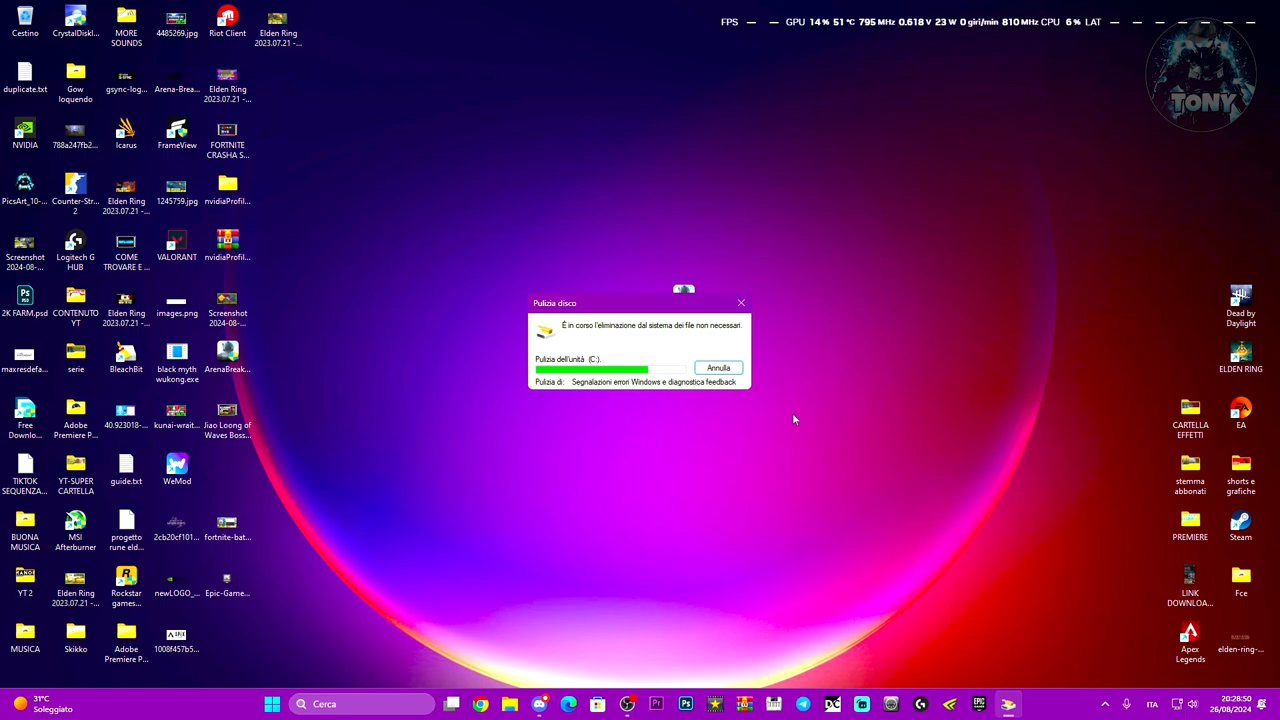 FPS — — GPU 14 % 51 °C 795 MHz 0.618 V 23 W 0 giri/min 810 MHz CPU 6 % LAT — — — — — — —
TONY
Cestino
CrystalDiskI...
MORE
SOUNDS
4485269.jpg
Riot Client
Elden Ring
2023.07.21 -...
duplicate.txt
Gow
loquendo
gsync-log...
Arena-Brea...
Elden Ring
2023.07.21 -...
NVIDIA
788a247fb2...
Icarus
FrameView
FORTNITE
CRASHA S...
PicsArt_10-...
Counter-Str...
2
Elden Ring
2023.07.21 -...
1245759.jpg
nvidiaProfil...
Screenshot
2024-08-...
Logitech G
HUB
COME
TROVARE E ...
VALORANT
nvidiaProfil...
2K FARM.psd
CONTENUTO
YT
Elden Ring
2023.07.21 -...
images.png
Screenshot
2024-08-...
maxresdefa...
serie
BleachBit
black myth
wukong.exe
ArenaBreak...
Free
Downlo...
Adobe
Premiere P...
40.923018-...
kunai-wait...
Jiao Loong of
Waves Boss...
TIKTOK
SEQUENZA...
YT-SUPER
CARTELLA
guide.txt
WeMod
BUONA
MUSICA
MSI
Afterburner
progetto
rune eld...
2cb20cf101...
fortnite-bat...
YT 2
Elden Ring
2023.07.21 -...
Rockstar
games...
newLOGO_...
Epic-Game...
MUSICA
Skikko
Adobe
Premiere P...
1008f457b5...
Pulizia disco
È in corso l'eliminazione dal sistema dei file non necessari.
Pulizia dell'unità (C:).
Annulla
Pulizia di: Segnalazioni errori Windows e diagnostica feedback
Dead by
Daylight
ELDEN RING
CARTELLA
EFFETTI
EA
stemma
abbonati
shorts e
grafiche
PREMIERE
Steam
LINK
DOWNLOA...
Fce
Apex
Legends
elden-ring-...
31°C
Soleggiato
Cerca
ITA
20:28:50
26/08/2024